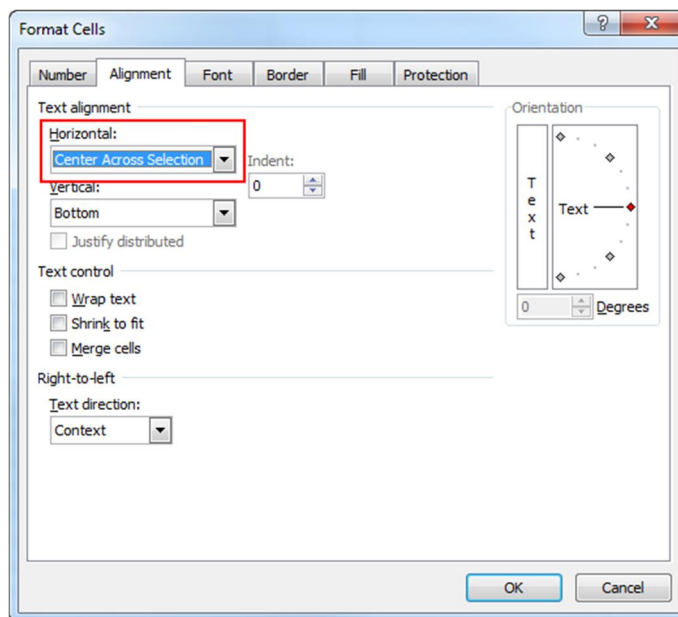 Format Cells
?
Number Alignment Font Border Fill Protection
Text alignment
Horizontal:
Center Across Selection
Indent:
0
Vertical:
Bottom
Justify distributed
Text control
Wrap text
Shrink to fit
Merge cells
Right-to-left
Text direction:
Context
Orientation
Text
Text
0 Degrees
OK Cancel